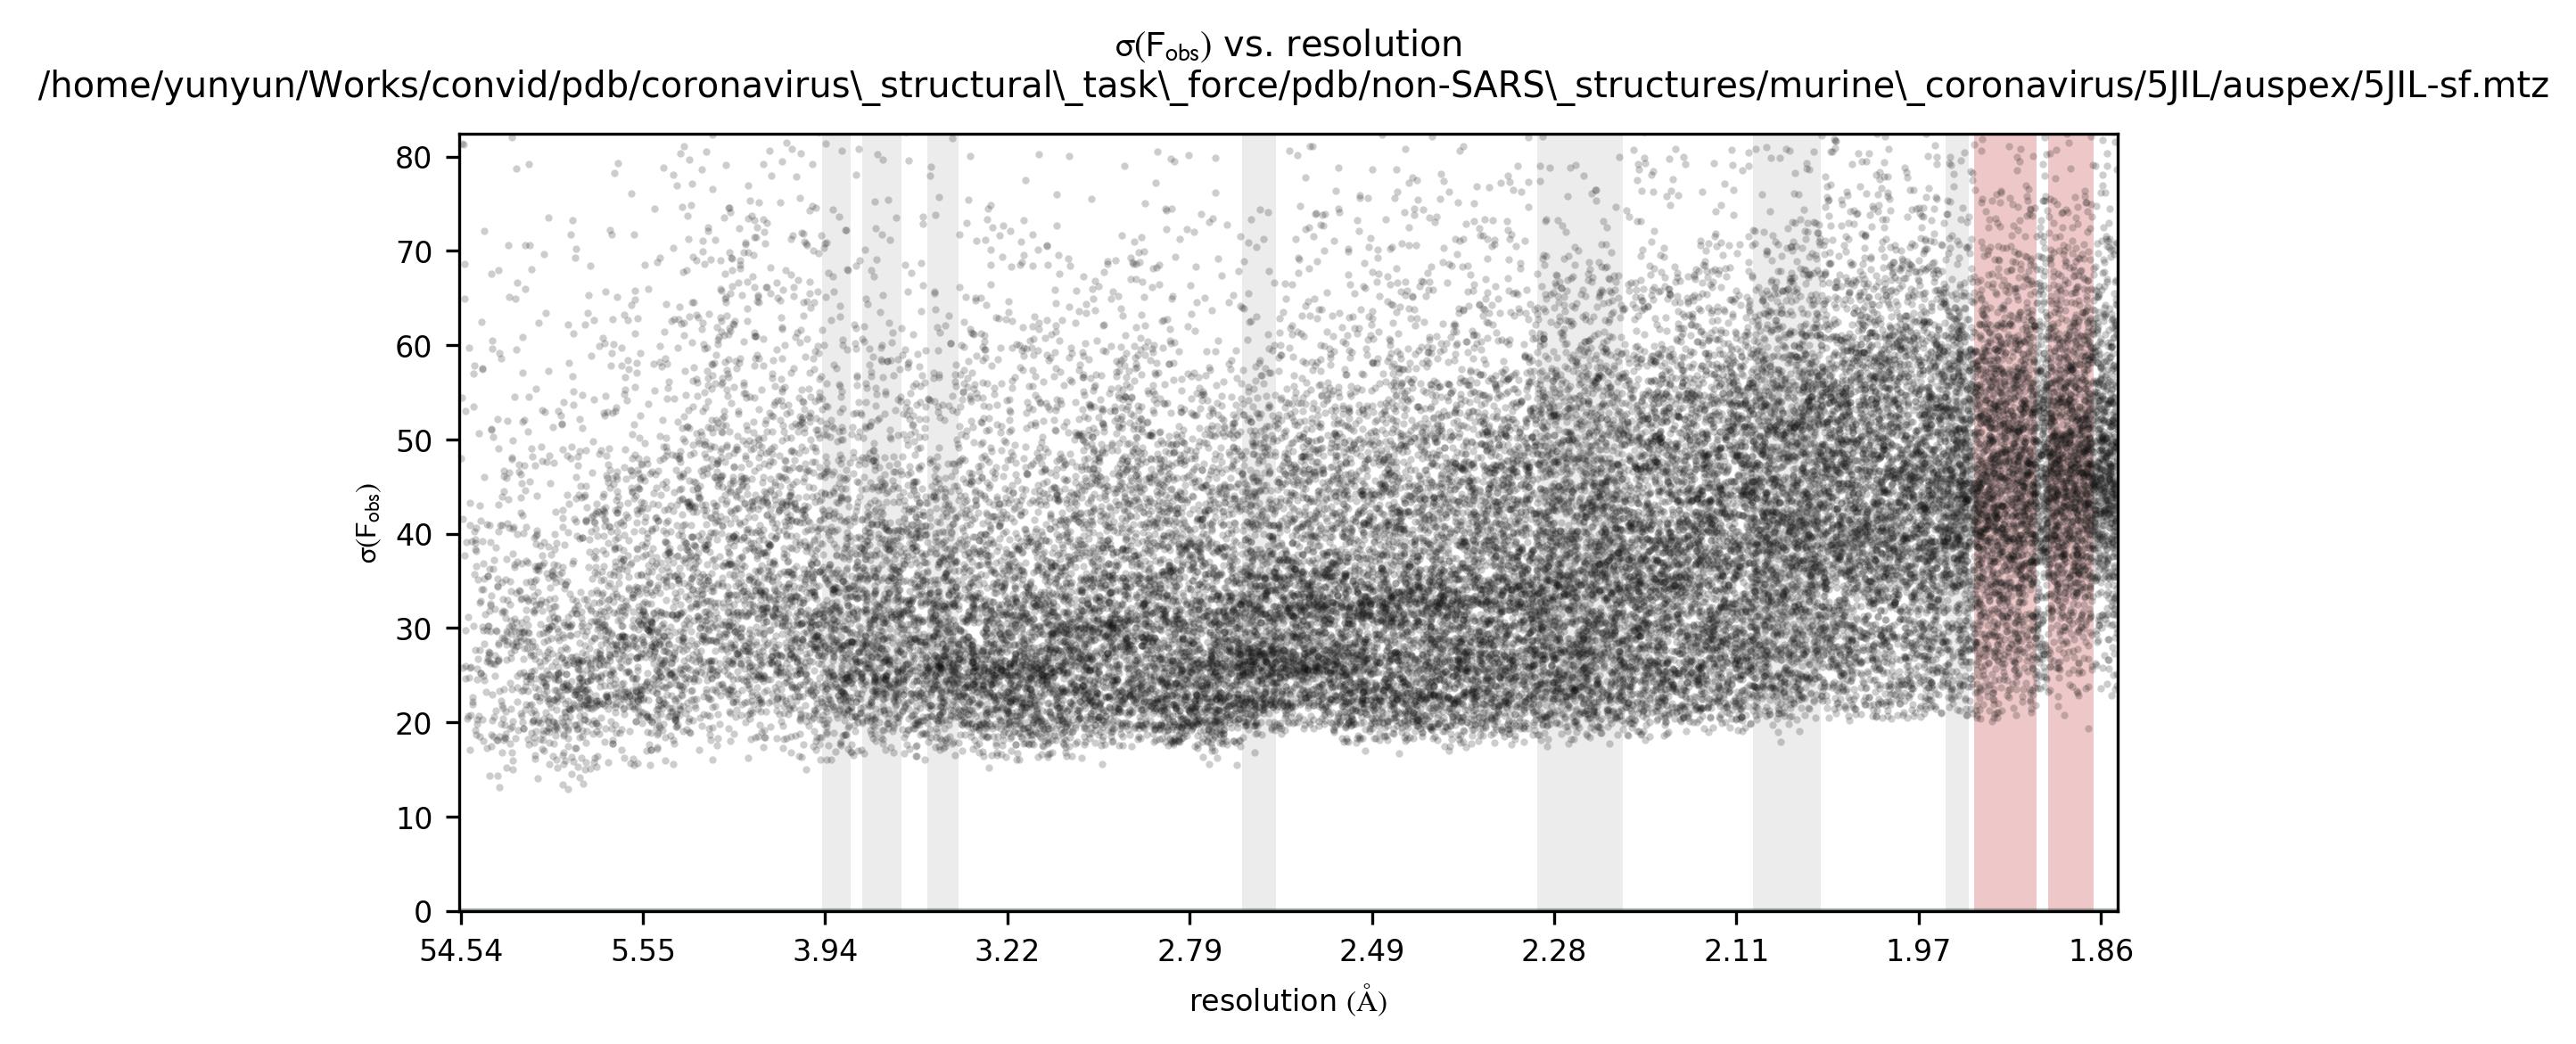 σ(F_obs) vs. resolution
/home/yunyun/Works/convid/pdb/coronavirus\_structural\_task\_force/pdb/non-SARS\_structures/murine\_coronavirus/5JIL/auspex/5JIL-sf.mtz
80
70
60
50
40
30
20
10
0
σ(F_obs)
54.54 5.55 3.94 3.22 2.79 2.49 2.28 2.11 1.97 1.86
resolution (Å)